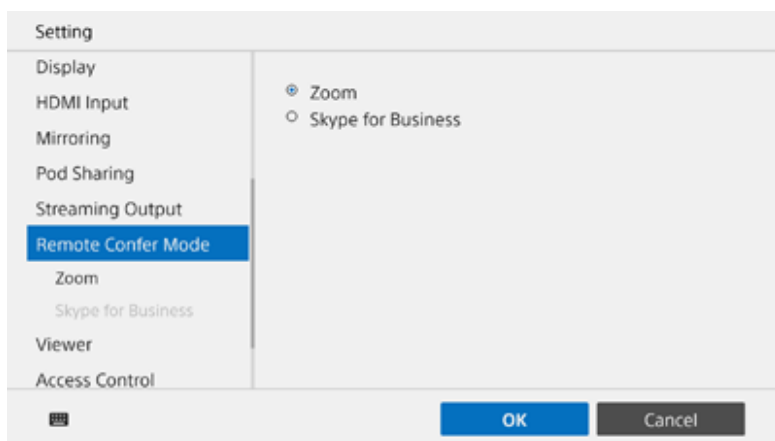 Setting
Display
HDMI Input
Mirroring
Pod Sharing
Streaming Output
Remote Confer Mode
Zoom
Skype for Business
Viewer
Access Control
Zoom
Skype for Business
OK
Cancel